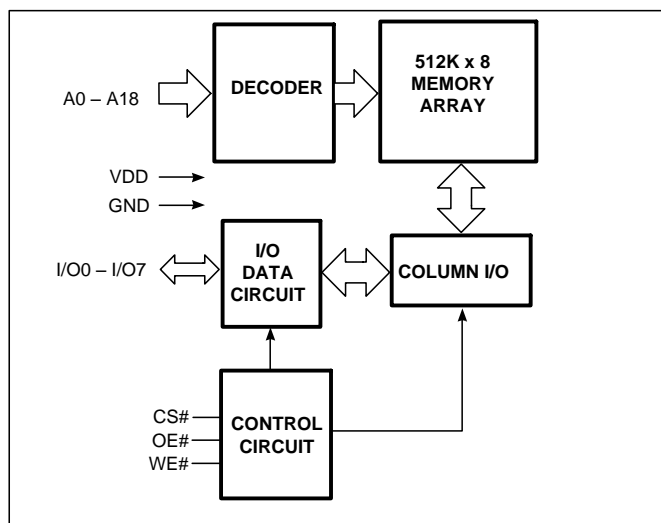 A0 – A18
DECODER
512K x 8
MEMORY
ARRAY
VDD
GND
I/O0 – I/O7
I/O
DATA
CIRCUIT
COLUMN I/O
CS#
OE#
WE#
CONTROL
CIRCUIT